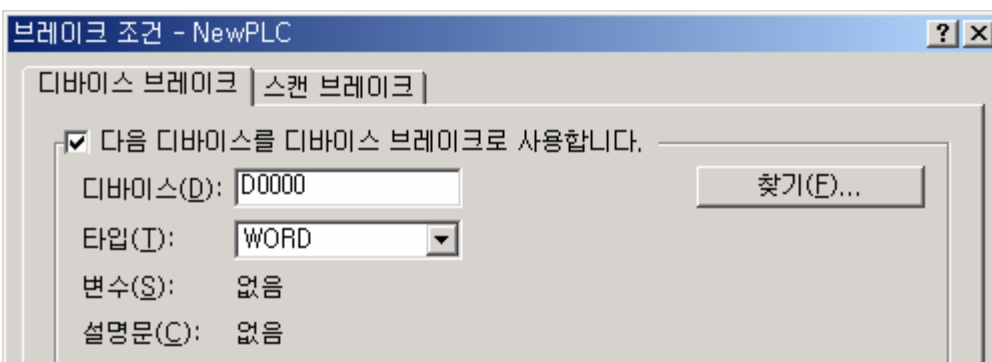 브레이크 조건 - NewPLC
디바이스 브레이크 스캔 브레이크
다음 디바이스를 디바이스 브레이크로 사용합니다.
디바이스(D): D0000 찾기(F)...
타입(T): WORD
변수(S): 없음
설명문(C): 없음